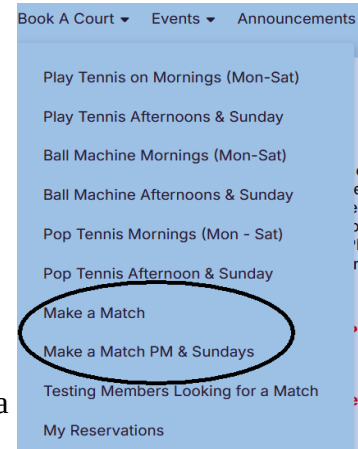 Book A Court Events Announcements
Play Tennis on Mornings (Mon-Sat)
Play Tennis Afternoons & Sunday
Ball Machine Mornings (Mon-Sat)
Ball Machine Afternoons & Sunday
Pop Tennis Mornings (Mon - Sat)
Pop Tennis Afternoon & Sunday
Make a Match
Make a Match PM & Sundays
Testing Members Looking for a Match
a
My Reservations